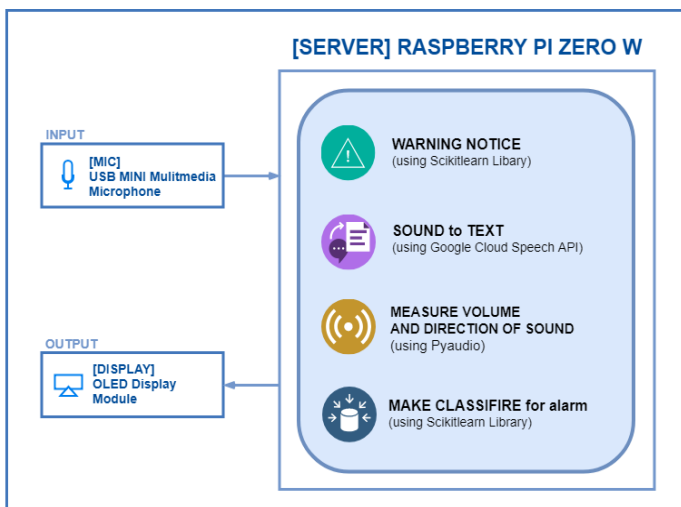 [SERVER] RASPBERRY PI ZERO W
INPUT
[MIC]
USB MINI Mulitmedia
Microphone
WARNING NOTICE
(using Scikitlearn Libary)
SOUND to TEXT
(using Google Cloud Speech API)
MEASURE VOLUME
AND DIRECTION OF SOUND
(using Pyaudio)
OUTPUT
[DISPLAY]
OLED Display
Module
MAKE CLASSIFIRE for alarm
(using Scikitlearn Library)